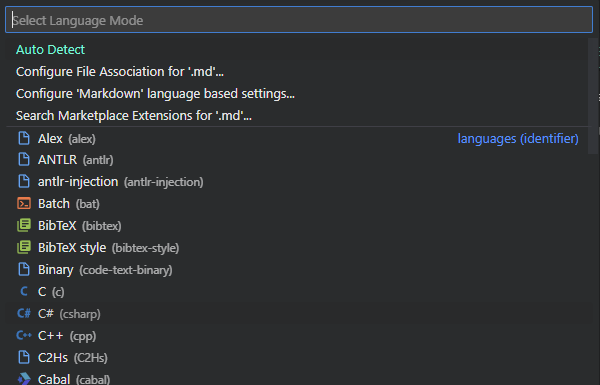 Select Language Mode
Auto Detect
Configure File Association for '.md'...
Configure 'Markdown' language based settings...
Search Marketplace Extensions for '.md'...
Alex (alex) languages (identifier)
ANTLR (antlr)
antlr-injection (antlr-injection)
Batch (bat)
BibTeX (bibtex)
BibTeX style (bibtex-style)
Binary (code-text-binary)
C C (c)
C# C# (csharp)
C++ C++ (cpp)
C2Hs (C2Hs)
Cabal (cabal)